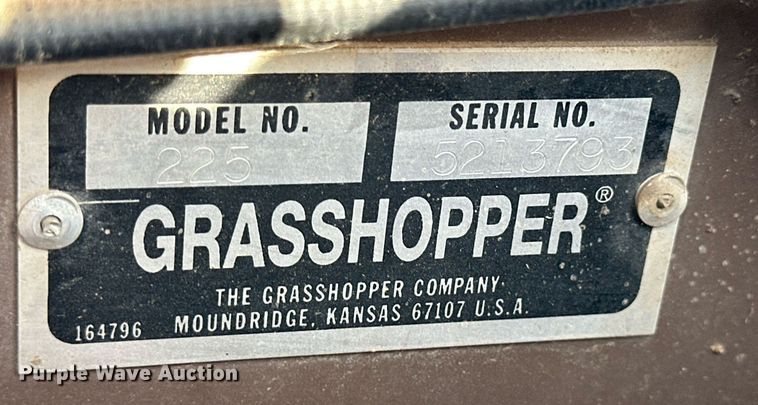 MODEL NO.
225
SERIAL NO.
5213793
GRASSHOPPER®
THE GRASSHOPPER COMPANY
MOUNDRIDGE, KANSAS 67107 U.S.A.
164796
Purple Wave Auction